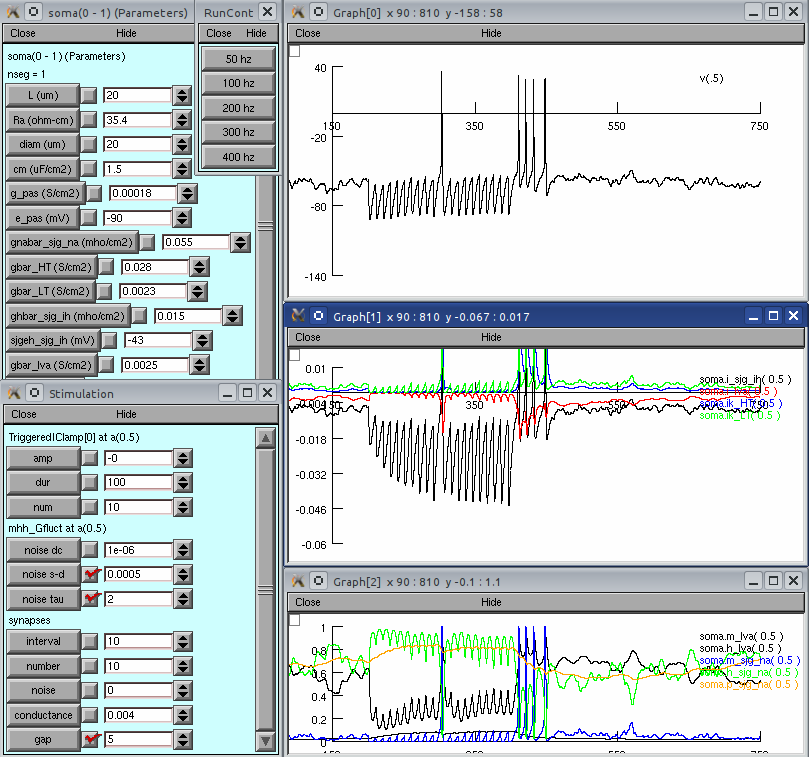 soma(0 - 1) (Parameters)
Close Hide
soma(0 - 1) (Parameters)
nseg = 1
L (um) 20
Ra (ohm-cm) 35.4
diam (um) 20
cm (uF/cm2) 1.5
g_pas (S/cm2) 0.00018
e_pas (mV) -90
gnabar_sjg_na (mho/cm2) 0.055
gbar_HT (S/cm2) 0.028
gbar_LT (S/cm2) 0.0023
ghbar_sjg_ih (mho/cm2) 0.015
sjgeh_sjg_ih (mV) -43
gbar_lva (S/cm2) 0.0025
RunCont
Close Hide
50 hz
100 hz
200 hz
300 hz
400 hz
Stimulation
Close Hide
TriggeredIClamp[0] at a(0.5)
amp -0
dur 100
num 10
mhh_Gfluct at a(0.5)
noise dc 1e-06
noise s-d 0.0005
noise tau 2
synapses
interval 10
number 10
noise 0
conductance 0.004
gap 5
Graph[0] x 90 : 810 y -158 : 58
Close Hide
40
v(.5)
150 350 550 750
-20
-80
-140
Graph[1] x 90 : 810 y -0.067 : 0.017
Close Hide
0.01
soma.i_sjg_ih( 0.5 )
soma.ik_HT( 0.5 )
soma.ik_LT( 0.5 )
-0.004 150 350 550 750
-0.018
-0.032
-0.046
-0.06
Graph[2] x 90 : 810 y -0.1 : 1.1
Close Hide
1
soma.m_lva( 0.5 )
0.8
soma.h_lva( 0.5 )
soma.m_sjg_na( 0.5 )
0.6
soma.h_sjg_na( 0.5 )
soma.p_sjg_na( 0.5 )
0.4
0.2
0
150 350 550 750